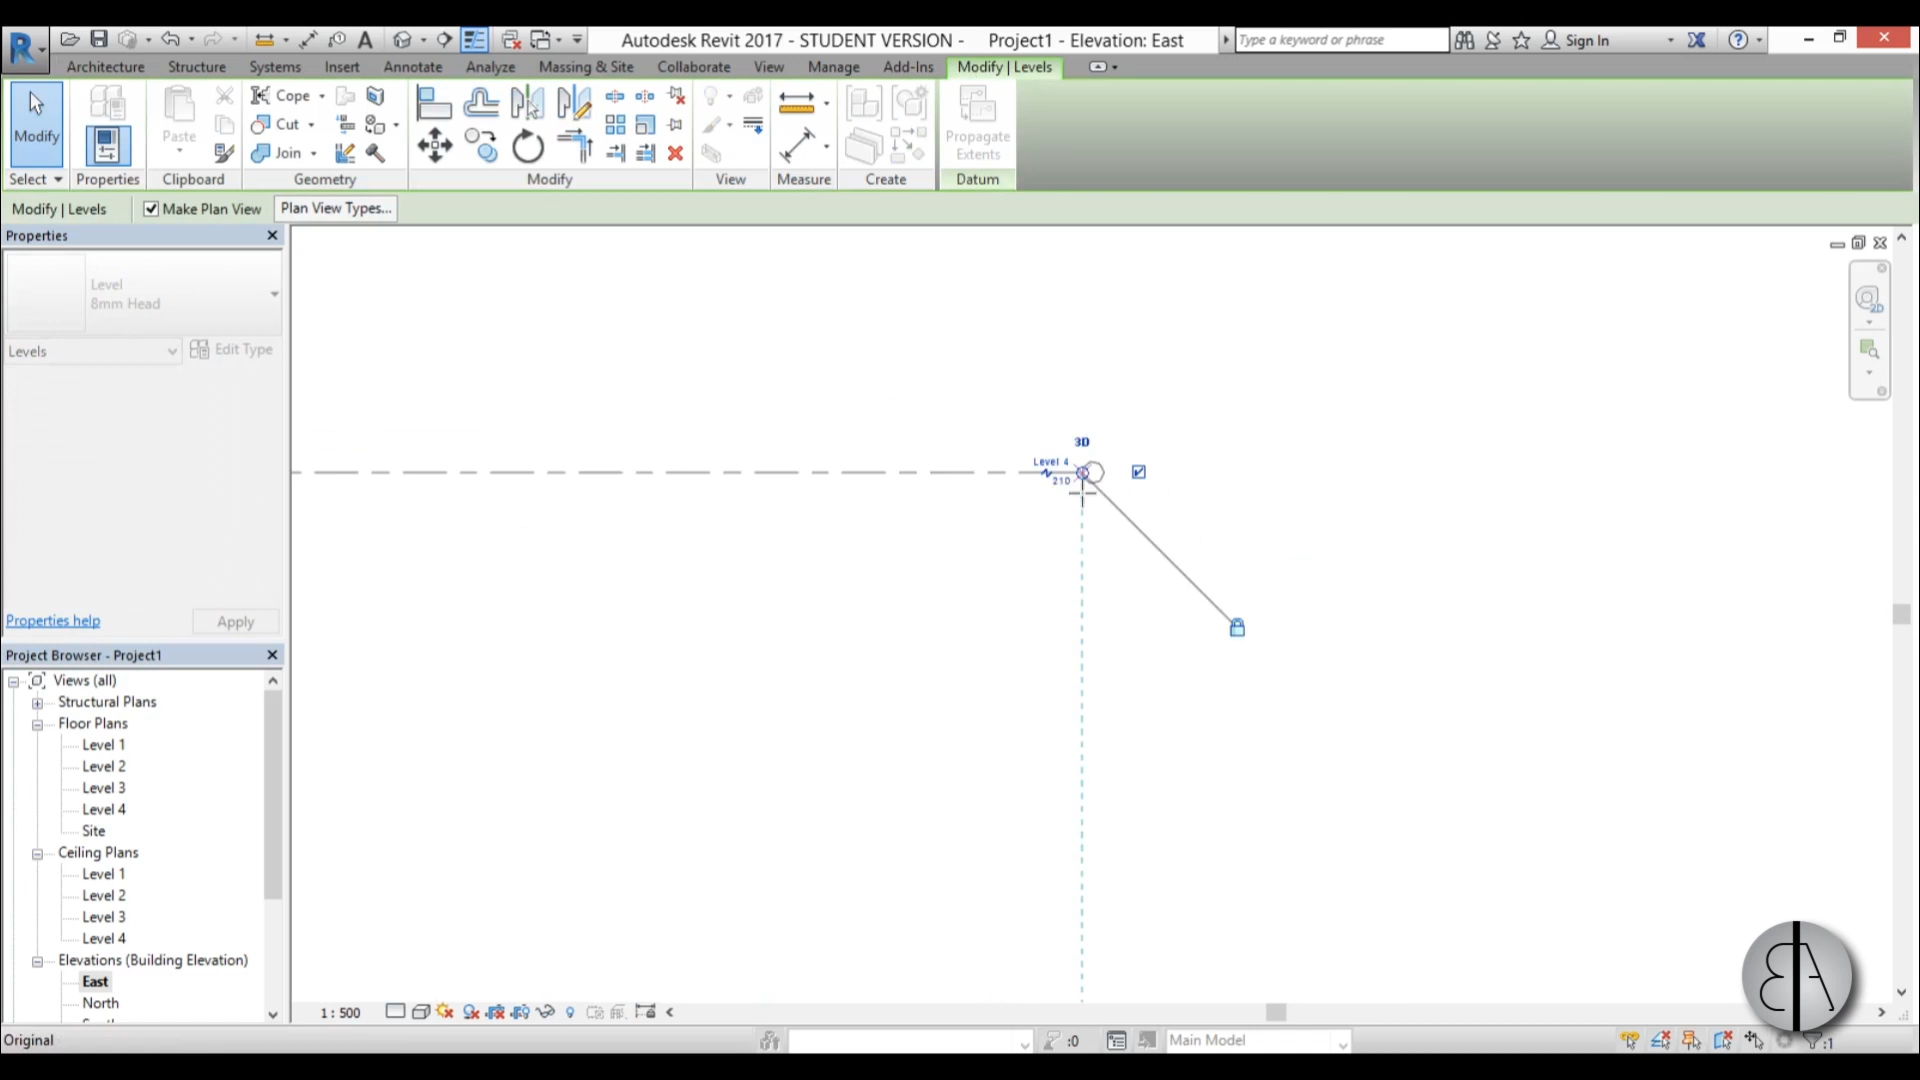 Autodesk Revit 2017 - STUDENT VERSION - Project1 - Elevation: East
Type a keyword or phrase
Sign In
Architecture Structure Systems Insert Annotate Analyze Massing & Site Collaborate View Manage Add-Ins Modify | Levels
Modify
Paste
Cope
Cut
Join
Propagate
Extents
Select Properties Clipboard Geometry Modify View Measure Create Datum
Modify | Levels Make Plan View Plan View Types...
Properties
Level
8mm Head
Levels Edit Type
Properties help Apply
Project Browser - Project1
Views (all)
Structural Plans
Floor Plans
Level 1
Level 2
Level 3
Level 4
Site
Ceiling Plans
Level 1
Level 2
Level 3
Level 4
Elevations (Building Elevation)
East
North
3D
Level 4
210
2D
1 : 500
Original
:0
Main Model
:1